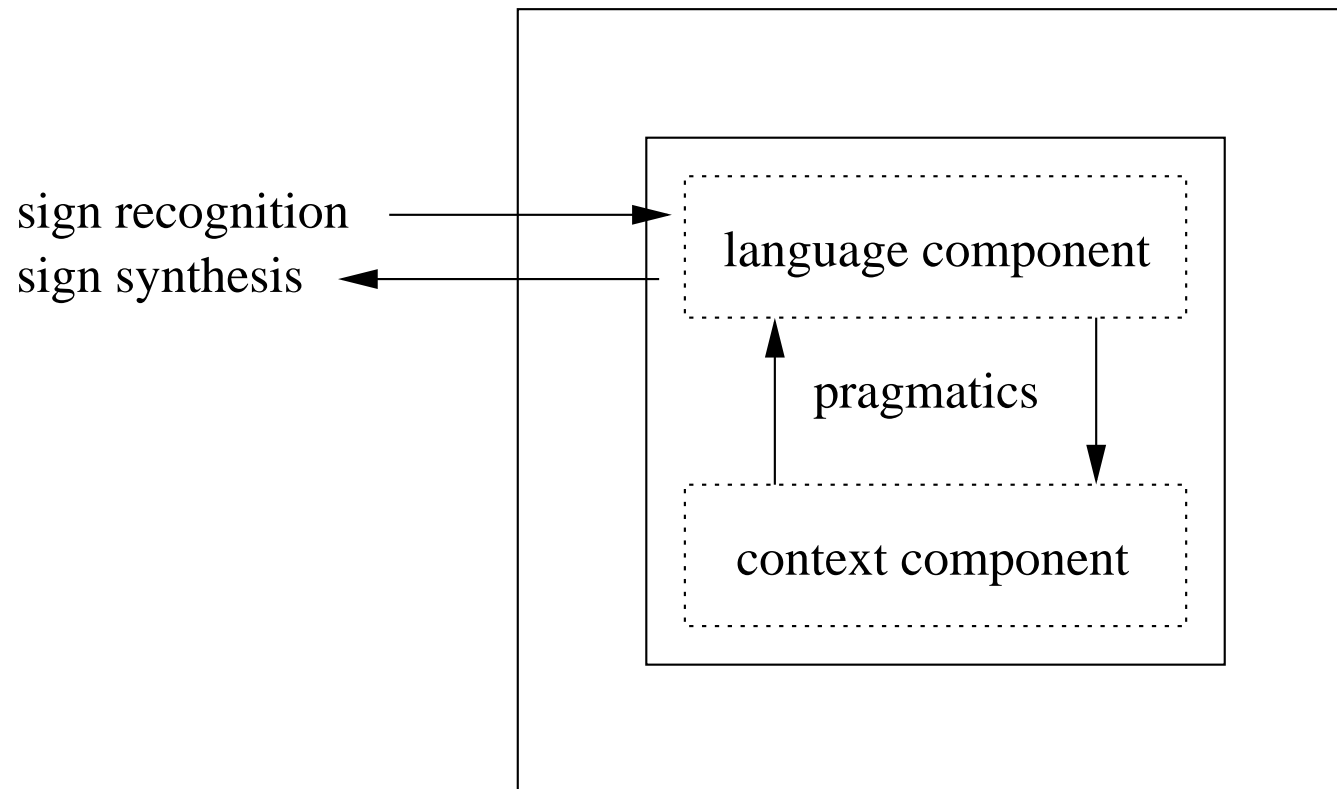 sign recognition
sign synthesis
language component
pragmatics
context component